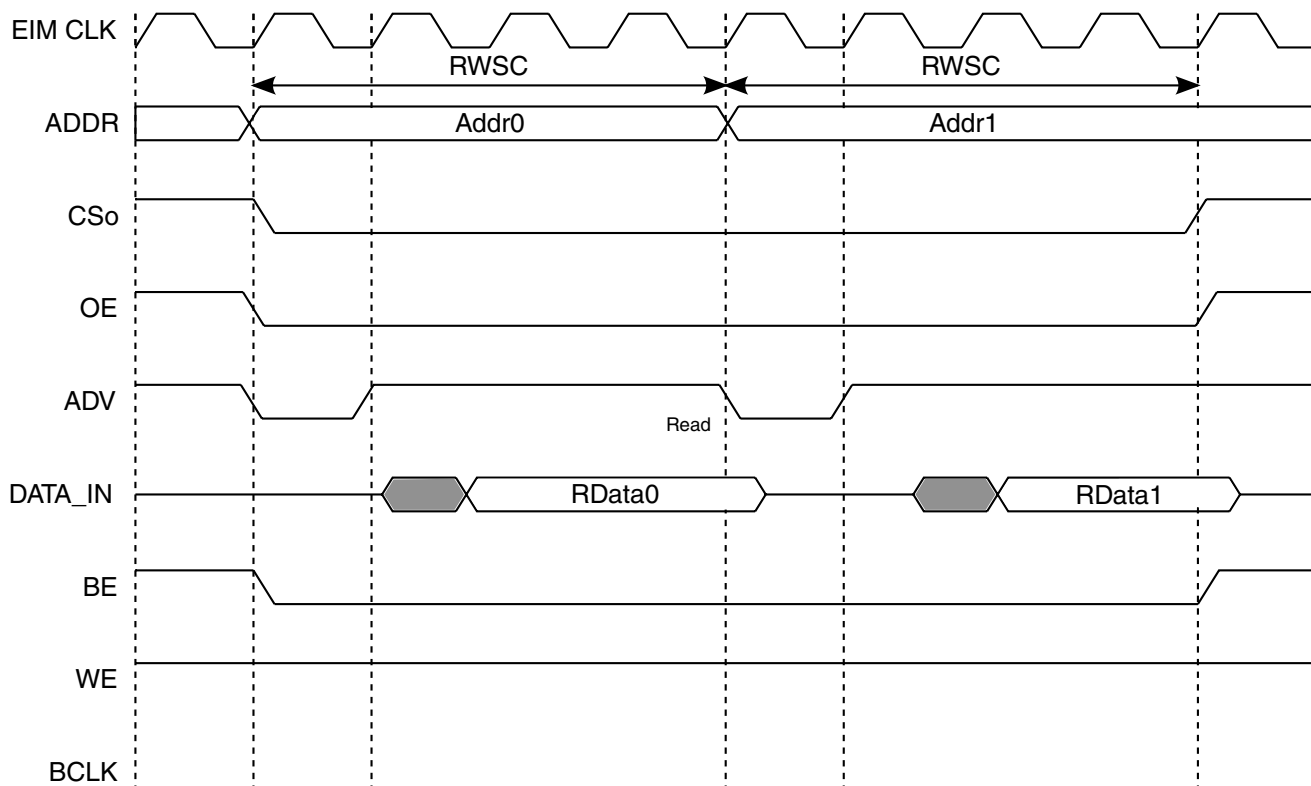 EIM CLK
RWSC RWSC
ADDR Addr0 Addr1
CSo
OE
ADV
Read
DATA_IN RData0 RData1
BE
WE
BCLK